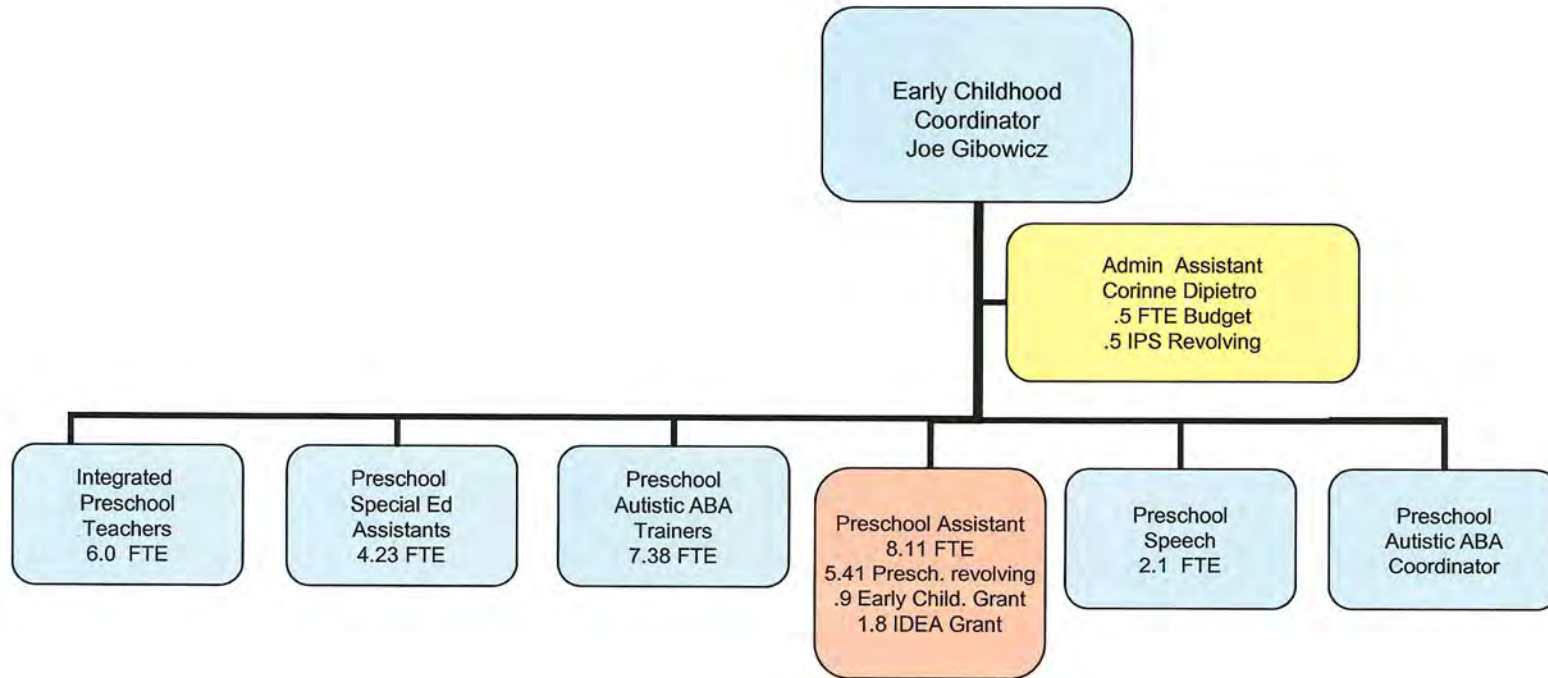 Early Childhood
Coordinator
Joe Gibowicz
Admin Assistant
Corinne Dipietro
.5 FTE Budget
.5 IPS Revolving
Integrated
Preschool
Teachers
6.0 FTE
Preschool
Special Ed
Assistants
4.23 FTE
Preschool
Autistic ABA
Trainers
7.38 FTE
Preschool Assistant
8.11 FTE
5.41 Presch. revolving
.9 Early Child. Grant
1.8 IDEA Grant
Preschool
Speech
2.1 FTE
Preschool
Autistic ABA
Coordinator